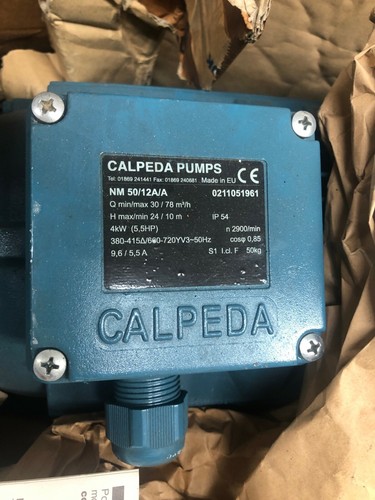 CALPEDA PUMPS
Tel: 01869 241441 Fax: 01869 240681 Made in EU CE
NM 50/12A/A 0211051961
Q min/max 30 / 78 m³/h
H max/min 24 / 10 m IP 54
4kW (5,5HP) n 2900/min
380-415Δ/660-720YV3~50Hz cosφ 0,85
9,6 / 5,5 A S1 I.cl. F 50kg
CALPEDA